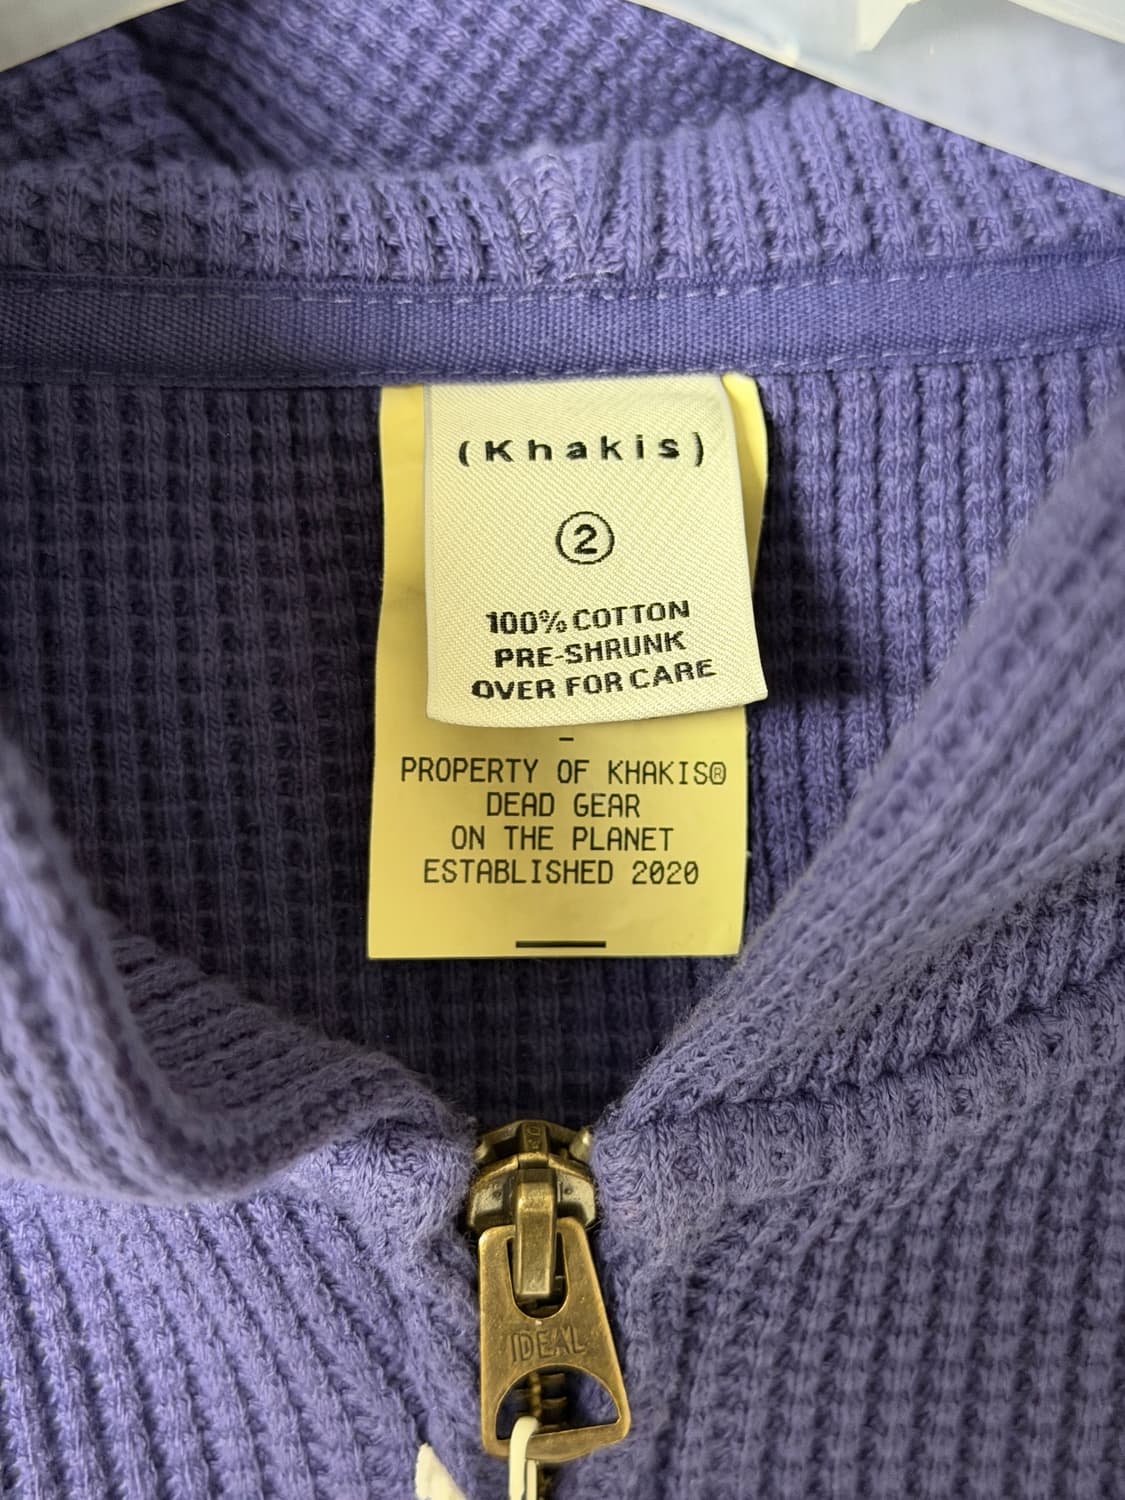 (Khakis)
2
100% COTTON
PRE-SHRUNK
OVER FOR CARE
-
PROPERTY OF KHAKIS®
DEAD GEAR
ON THE PLANET
ESTABLISHED 2020
IDEAL